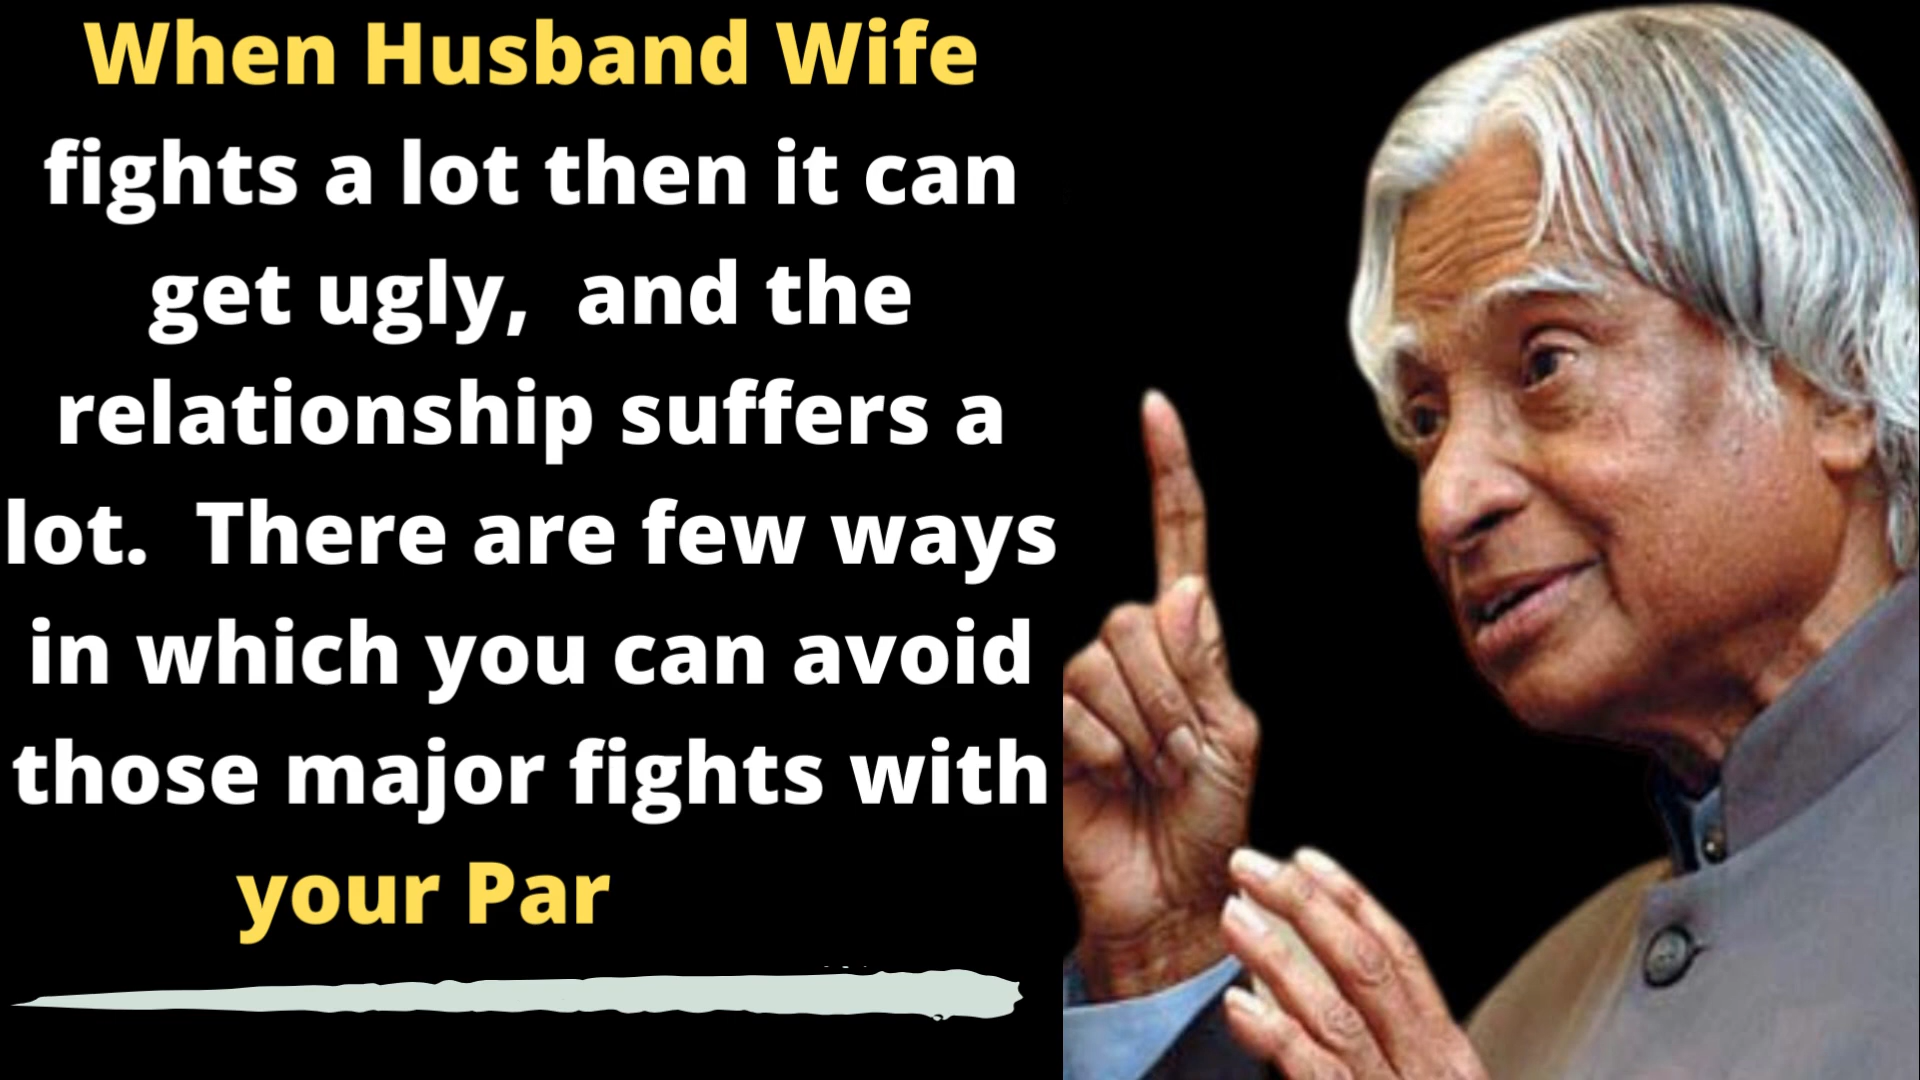 When Husband Wife
fights a lot then it can
get ugly,  and the
relationship suffers a
lot.  There are few ways
in which you can avoid
those major fights with
your Par